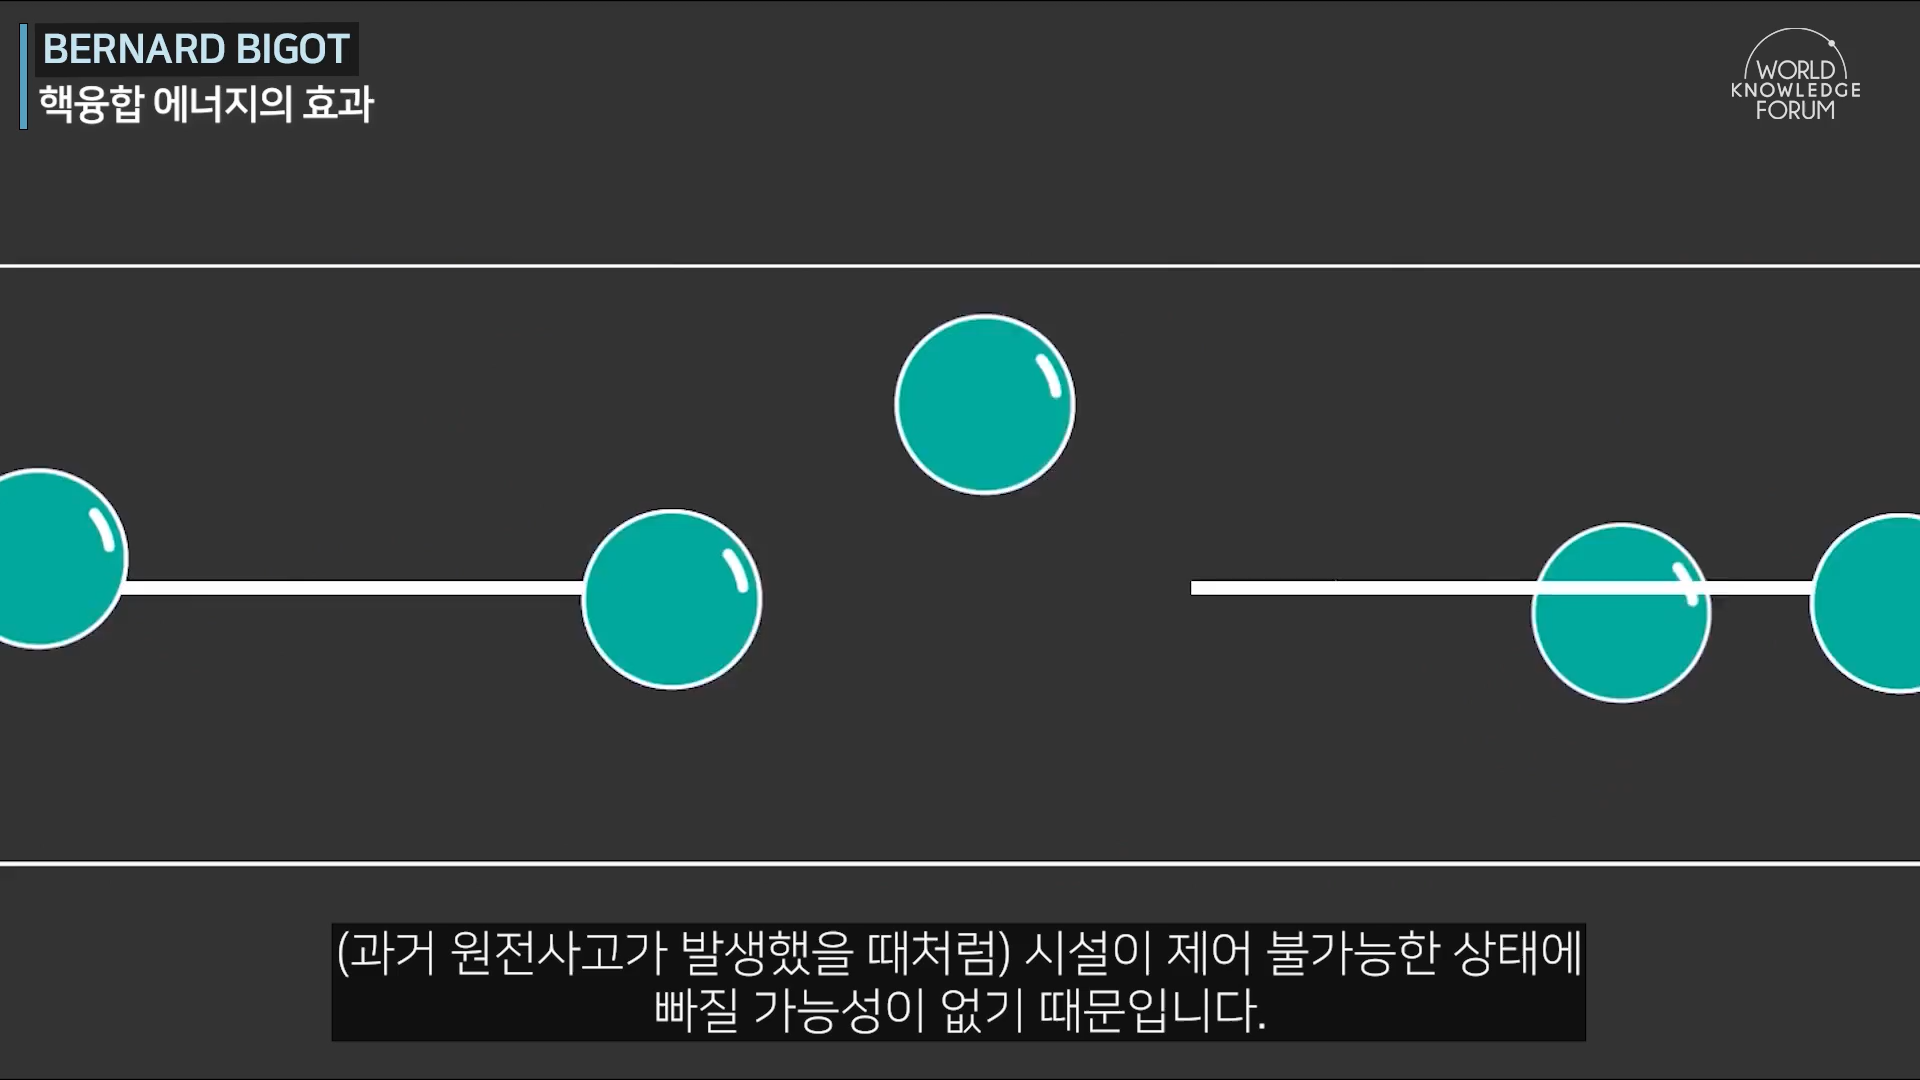 BERNARD BIGOT
핵융합 에너지의 효과
WORLD
KNOWLEDGE
FORUM
(과거 원전사고가 발생했을 때처럼) 시설이 제어 불가능한 상태에
빠질 가능성이 없기 때문입니다.